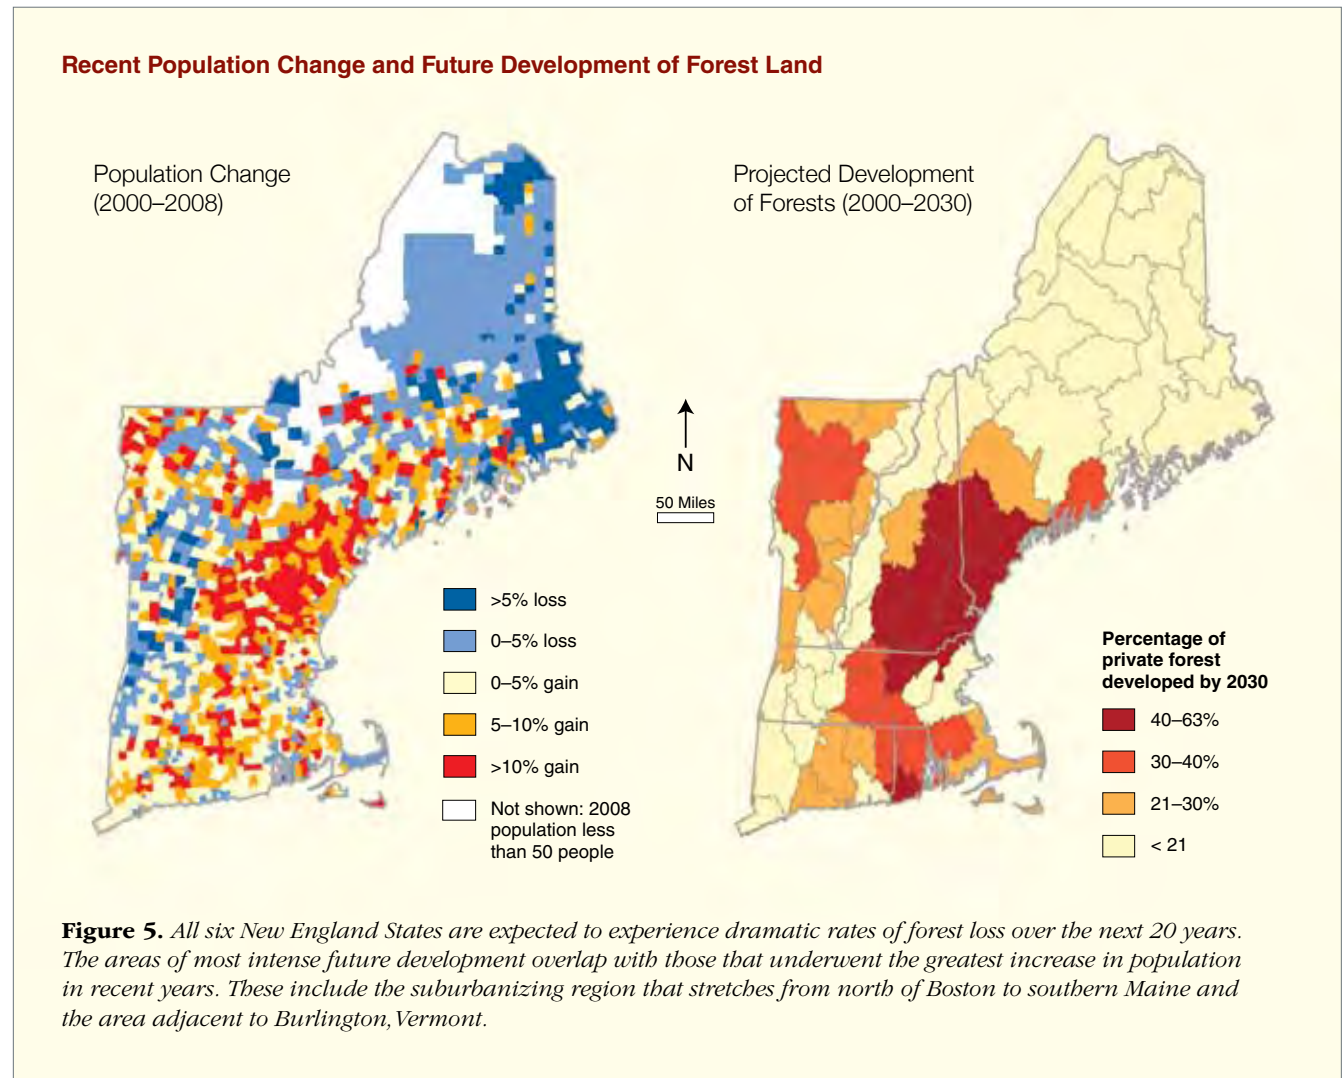 Recent Population Change and Future Development of Forest Land
Population Change
(2000–2008)
Projected Development
of Forests (2000–2030)
N
50 Miles
>5% loss
0–5% loss
0–5% gain
5–10% gain
>10% gain
Not shown: 2008
population less
than 50 people
Percentage of
private forest
developed by 2030
40–63%
30–40%
21–30%
< 21
Figure 5. All six New England States are expected to experience dramatic rates of forest loss over the next 20 years.
The areas of most intense future development overlap with those that underwent the greatest increase in population
in recent years. These include the suburbanizing region that stretches from north of Boston to southern Maine and
the area adjacent to Burlington, Vermont.